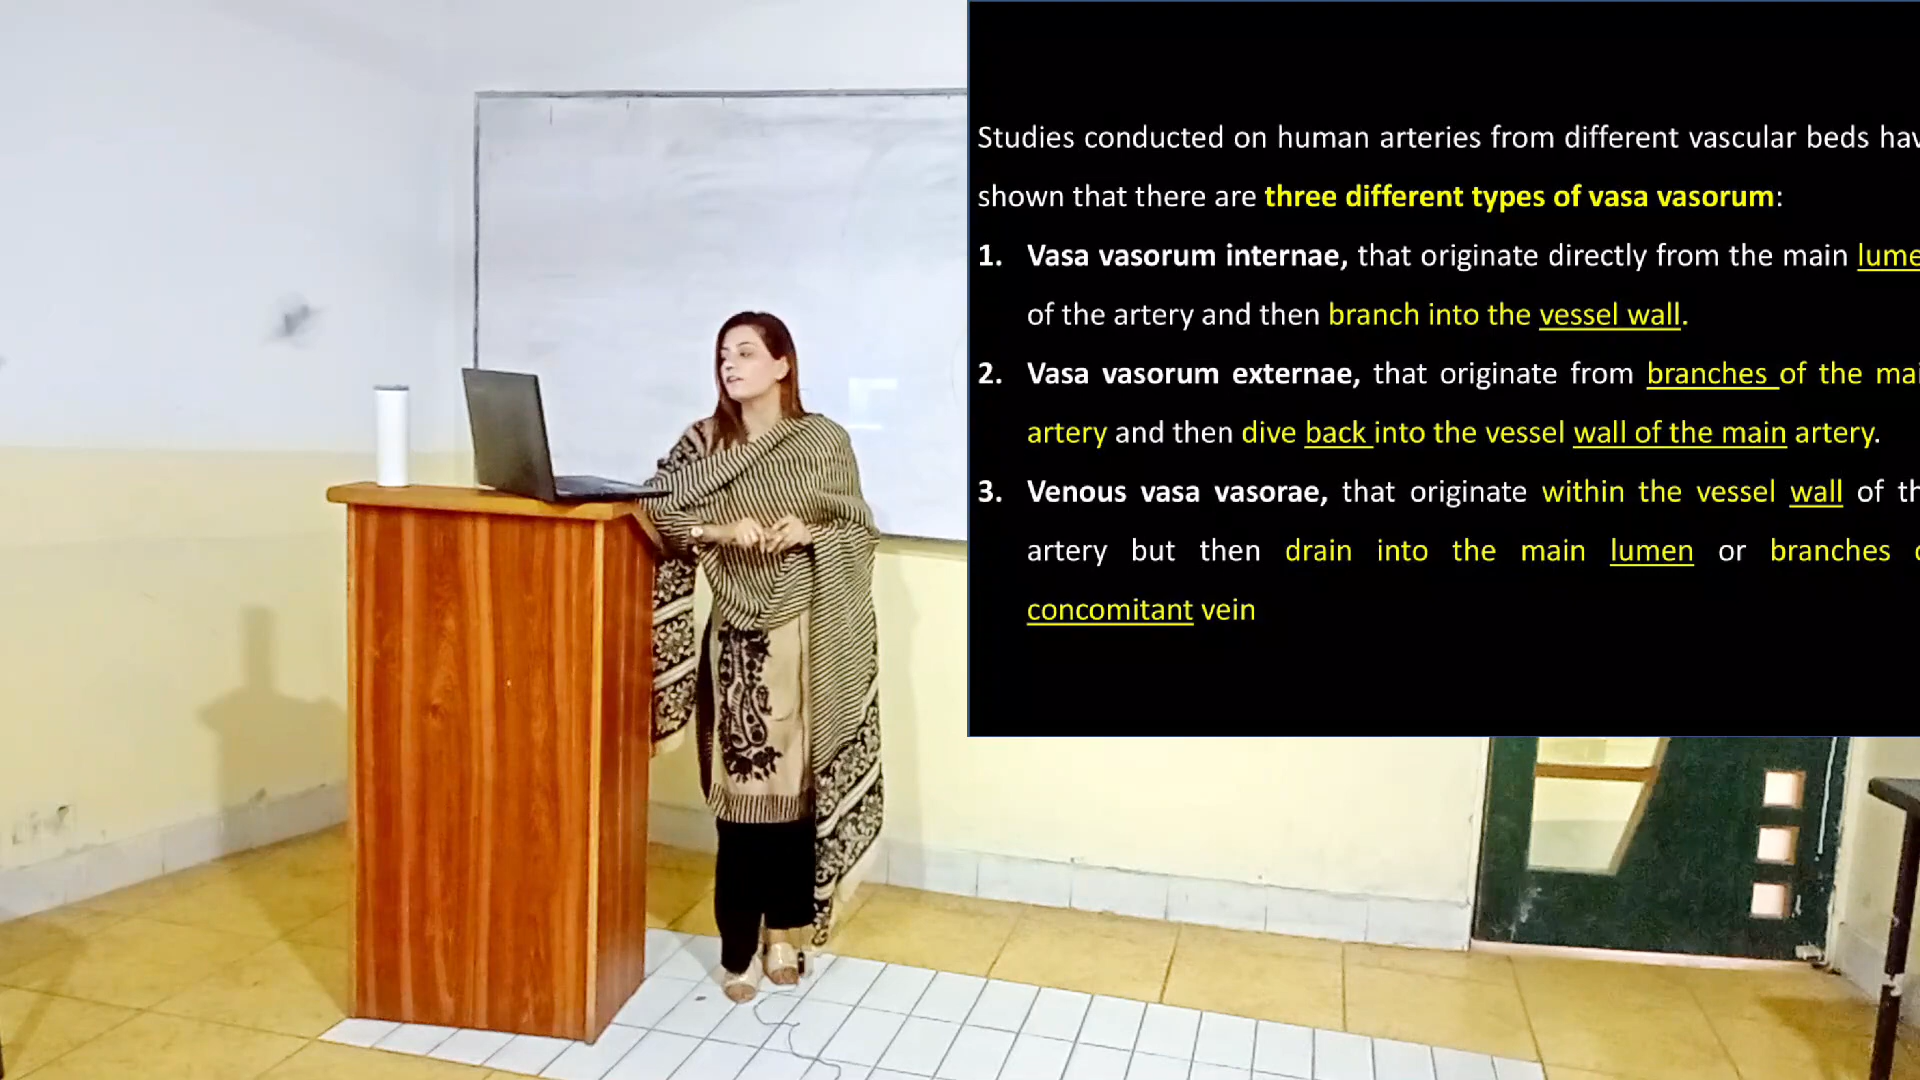 Studies conducted on human arteries from different vascular beds hav
shown that there are three different types of vasa vasorum:
1. Vasa vasorum internae, that originate directly from the main lume
of the artery and then branch into the vessel wall.
2. Vasa vasorum externae, that originate from branches of the mai
artery and then dive back into the vessel wall of the main artery.
3. Venous vasa vasorae, that originate within the vessel wall of th
artery but then drain into the main lumen or branches o
concomitant vein